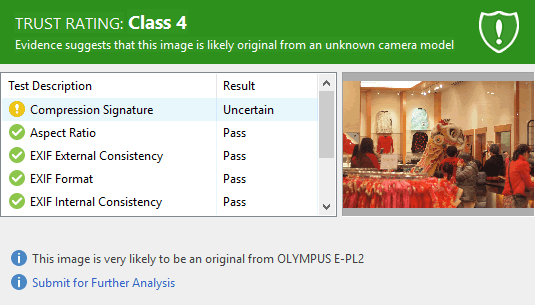 TRUST RATING: Class 4
Evidence suggests that this image is likely original from an unknown camera model
Test Description Result
Compression Signature Uncertain
Aspect Ratio Pass
EXIF External Consistency Pass
EXIF Format Pass
EXIF Internal Consistency Pass
This image is very likely to be an original from OLYMPUS E-PL2
Submit for Further Analysis